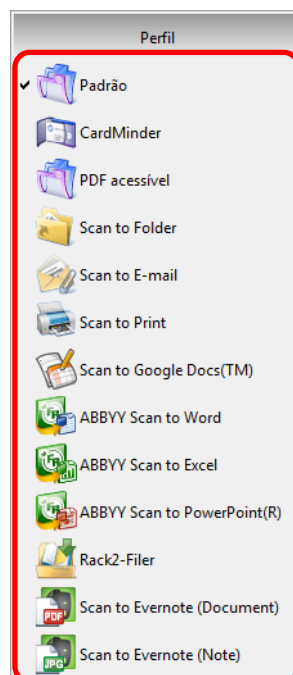 Perfil
Padrão
CardMinder
PDF acessível
Scan to Folder
Scan to E-mail
Scan to Print
Scan to Google Docs(TM)
ABBYY Scan to Word
ABBYY Scan to Excel
ABBYY Scan to PowerPoint(R)
Rack2-Filer
Scan to Evernote (Document)
PDF
Scan to Evernote (Note)
JPG